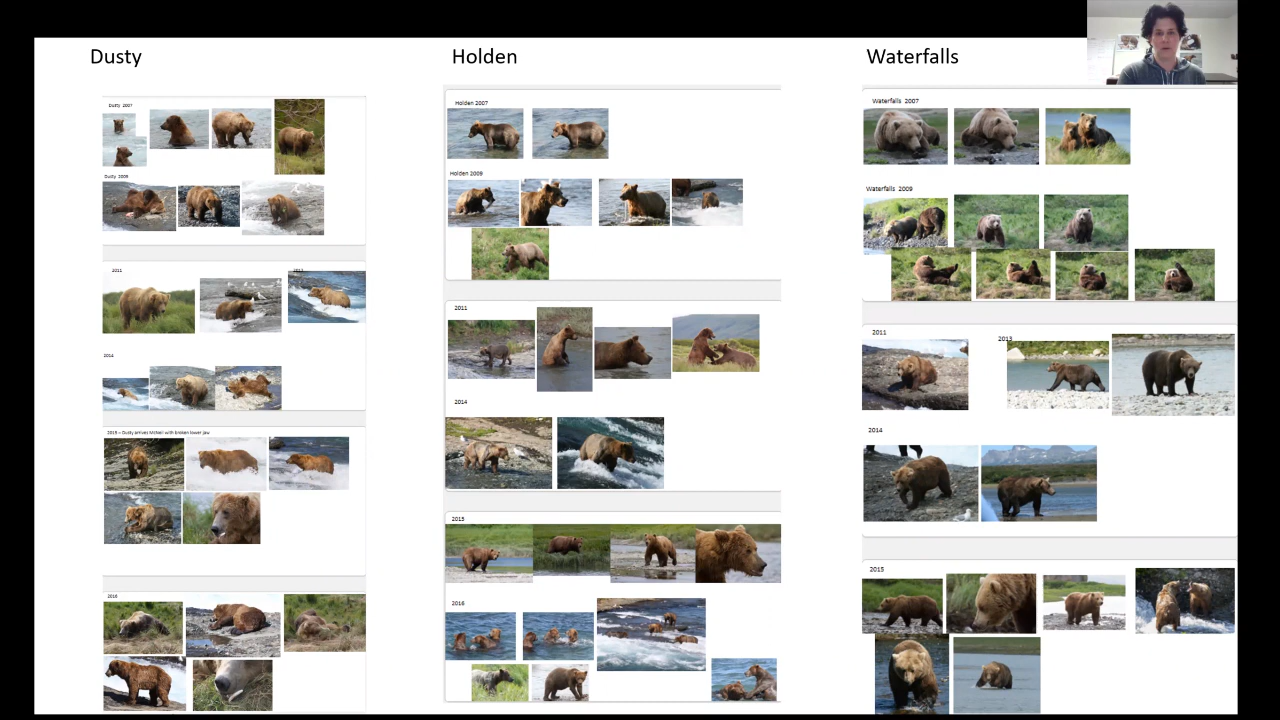 Dusty
Dusty 2007
Dusty 2009
2011
2012
2014
2015 – Dusty arrives McNeil with broken lower jaw
2016
Holden
Holden 2007
Holden 2009
2011
2014
2015
2016
Waterfalls
Waterfalls 2007
Waterfalls 2009
2011
2013
2014
2015